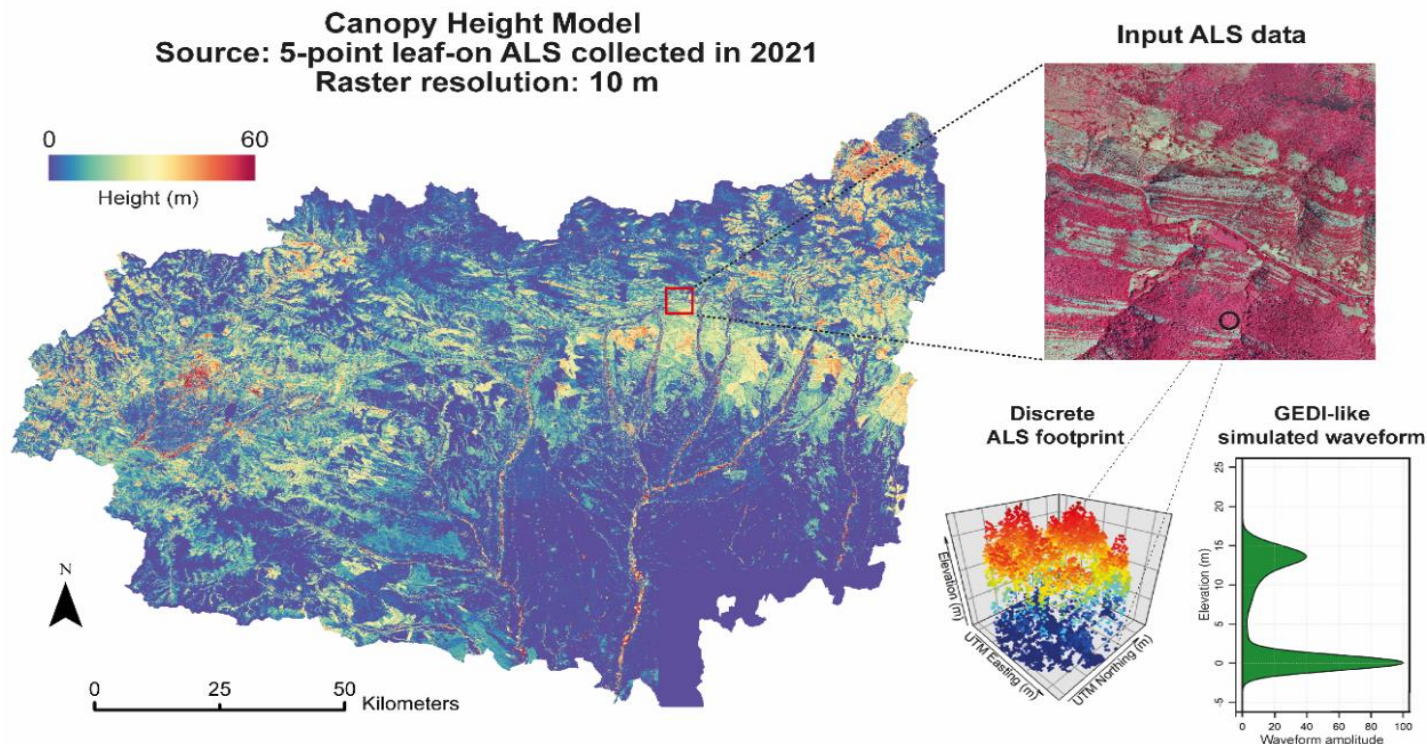 Canopy Height Model
Source: 5-point leaf-on ALS collected in 2021
Raster resolution: 10 m
0 60
Height (m)
Input ALS data
Discrete
ALS footprint
GEDI-like
simulated waveform
Elevation (m)
UTM Easting (m)
UTM Northing (m)
Elevation (m)
25
20
15
10
5
0
-5
0 20 40 60 80 100
Waveform amplitude
N
0 25 50
Kilometers